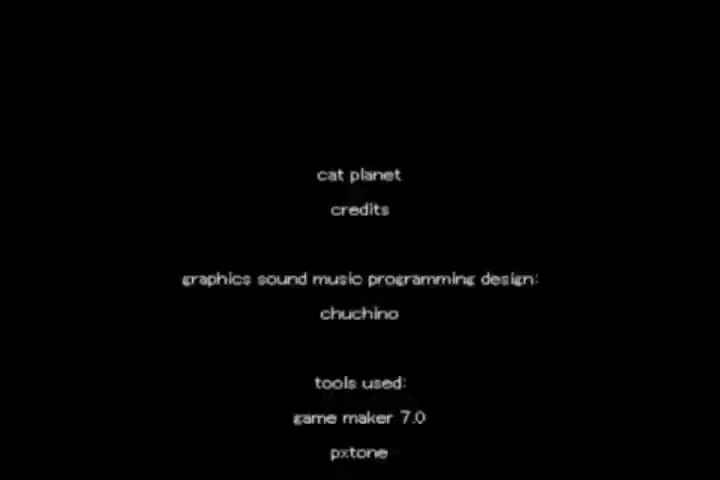 cat planet
credits
graphics sound music programming design:
chuchino
tools used:
game maker 7.0
pxtone